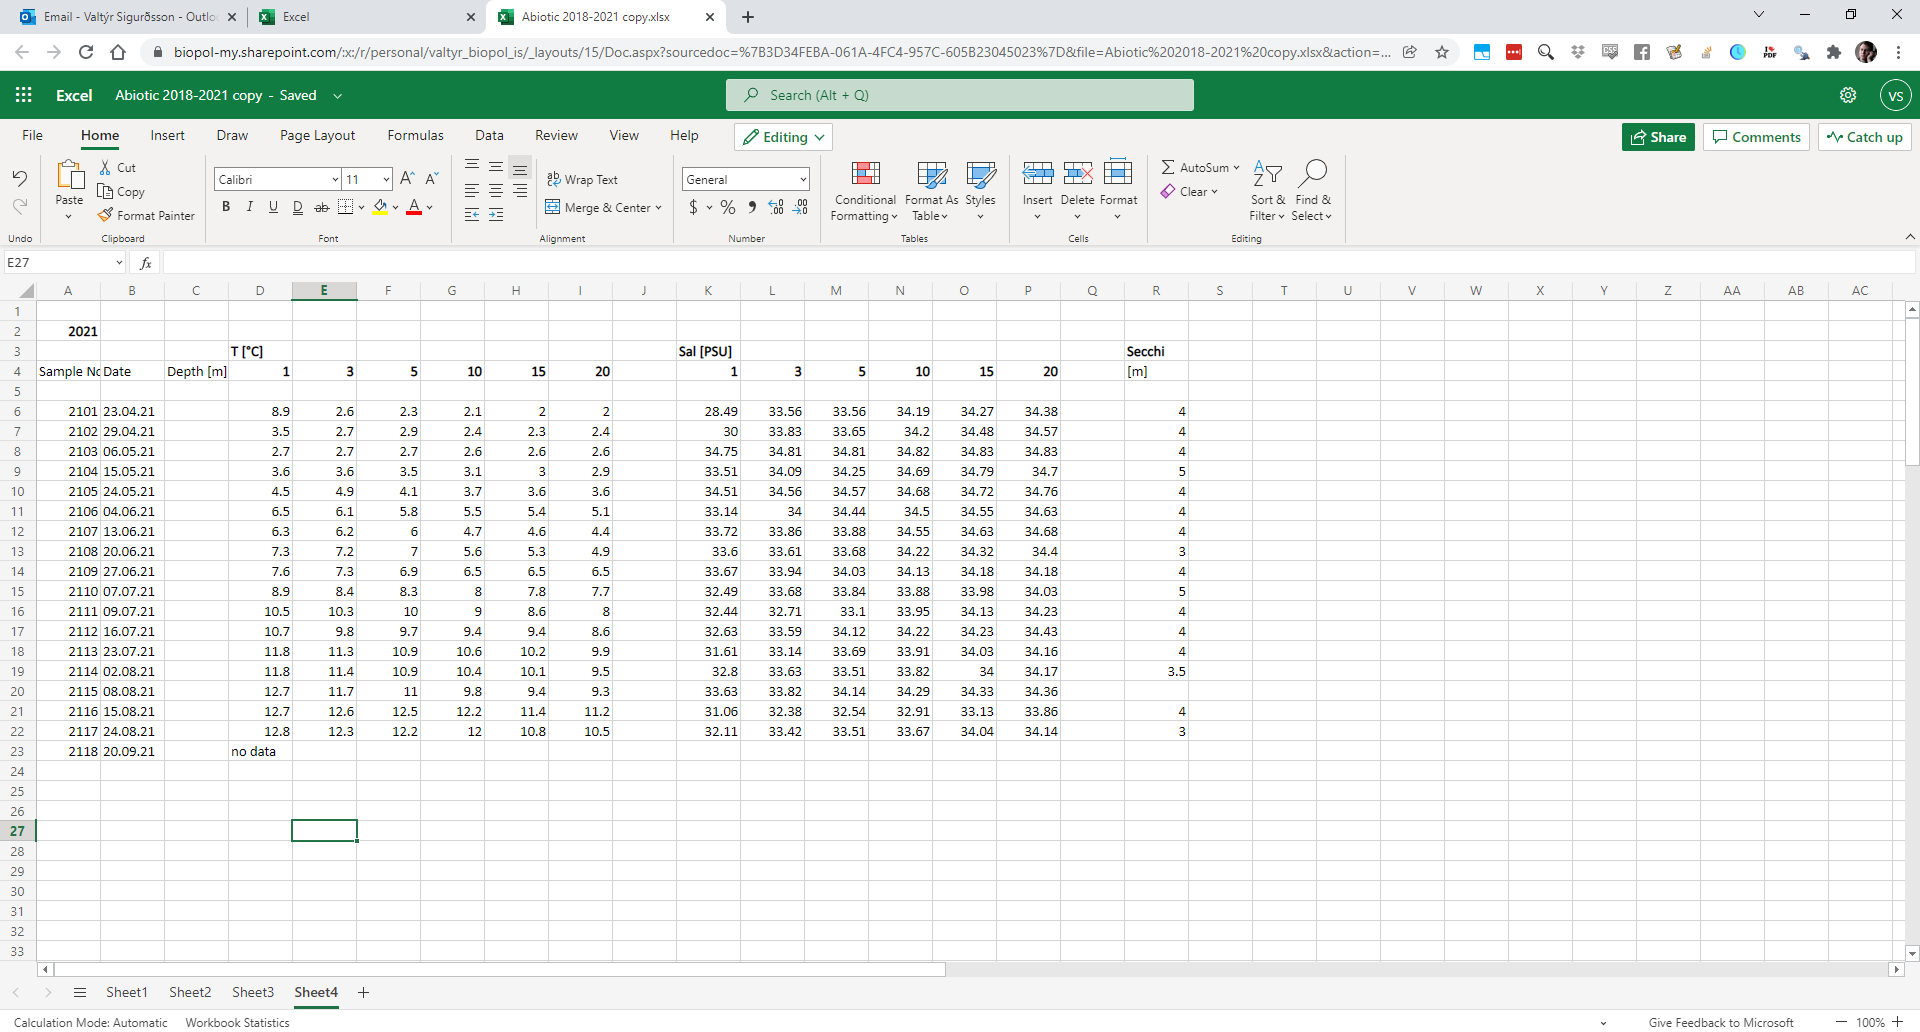 Email - Valtýr Sigurðsson - Outlo
Excel
Abiotic 2018-2021 copy.xlsx
biopol-my.sharepoint.com/:x:/r/personal/valtyr_biopol_is/_layouts/15/Doc.aspx?sourcedoc=%7B3D34FEBA-061A-4FC4-957C-605B23045023%7D&file=Abiotic%202018-2021%20copy.xlsx&action=...
Excel Abiotic 2018-2021 copy - Saved Search (Alt + Q) VS
File Home Insert Draw Page Layout Formulas Data Review View Help Editing Share Comments Catch up
Paste Cut Copy Format Painter
Calibri 11 B I U D ab
Wrap Text Merge & Center
General $ % 9 .00 .00
Conditional Formatting Format As Table Styles
Insert Delete Format
AutoSum Clear Sort & Filter Find & Select
Undo Clipboard Font Alignment Number Tables Cells Editing
E27 fx
A B C D E F G H I J K L M N O P Q R S T U V W X Y Z AA AB AC
1
2 2021
3 T [°C] Sal [PSU] Secchi
4 Sample No Date Depth [m] 1 3 5 10 15 20 1 3 5 10 15 20 [m]
5
6 2101 23.04.21 8.9 2.6 2.3 2.1 2 2 28.49 33.56 33.56 34.19 34.27 34.38 4
7 2102 29.04.21 3.5 2.7 2.9 2.4 2.3 2.4 30 33.83 33.65 34.2 34.48 34.57 4
8 2103 06.05.21 2.7 2.7 2.7 2.6 2.6 2.6 34.75 34.81 34.81 34.82 34.83 34.83 4
9 2104 15.05.21 3.6 3.6 3.5 3.1 3 2.9 33.51 34.09 34.25 34.69 34.79 34.7 5
10 2105 24.05.21 4.5 4.9 4.1 3.7 3.6 3.6 34.51 34.56 34.57 34.68 34.72 34.76 4
11 2106 04.06.21 6.5 6.1 5.8 5.5 5.4 5.1 33.14 34 34.44 34.5 34.55 34.63 4
12 2107 13.06.21 6.3 6.2 6 4.7 4.6 4.4 33.72 33.86 33.88 34.55 34.63 34.68 4
13 2108 20.06.21 7.3 7.2 7 5.6 5.3 4.9 33.6 33.61 33.68 34.22 34.32 34.4 3
14 2109 27.06.21 7.6 7.3 6.9 6.5 6.5 6.5 33.67 33.94 34.03 34.13 34.18 34.18 4
15 2110 07.07.21 8.9 8.4 8.3 8 7.8 7.7 32.49 33.68 33.84 33.88 33.98 34.03 5
16 2111 09.07.21 10.5 10.3 10 9 8.6 8 32.44 32.71 33.1 33.95 34.13 34.23 4
17 2112 16.07.21 10.7 9.8 9.7 9.4 9.4 8.6 32.63 33.59 34.12 34.22 34.23 34.43 4
18 2113 23.07.21 11.8 11.3 10.9 10.6 10.2 9.9 31.61 33.14 33.69 33.91 34.03 34.16 4
19 2114 02.08.21 11.8 11.4 10.9 10.4 10.1 9.5 32.8 33.63 33.51 33.82 34 34.17 3.5
20 2115 08.08.21 12.7 11.7 11 9.8 9.4 9.3 33.63 33.82 34.14 34.29 34.33 34.36
21 2116 15.08.21 12.7 12.6 12.5 12.2 11.4 11.2 31.06 32.38 32.54 32.91 33.13 33.86 4
22 2117 24.08.21 12.8 12.3 12.2 12 10.8 10.5 32.11 33.42 33.51 33.67 34.04 34.14 3
23 2118 20.09.21 no data
24
25
26
27
28
29
30
31
32
33
Sheet1 Sheet2 Sheet3 Sheet4
Calculation Mode: Automatic Workbook Statistics Give Feedback to Microsoft 100%